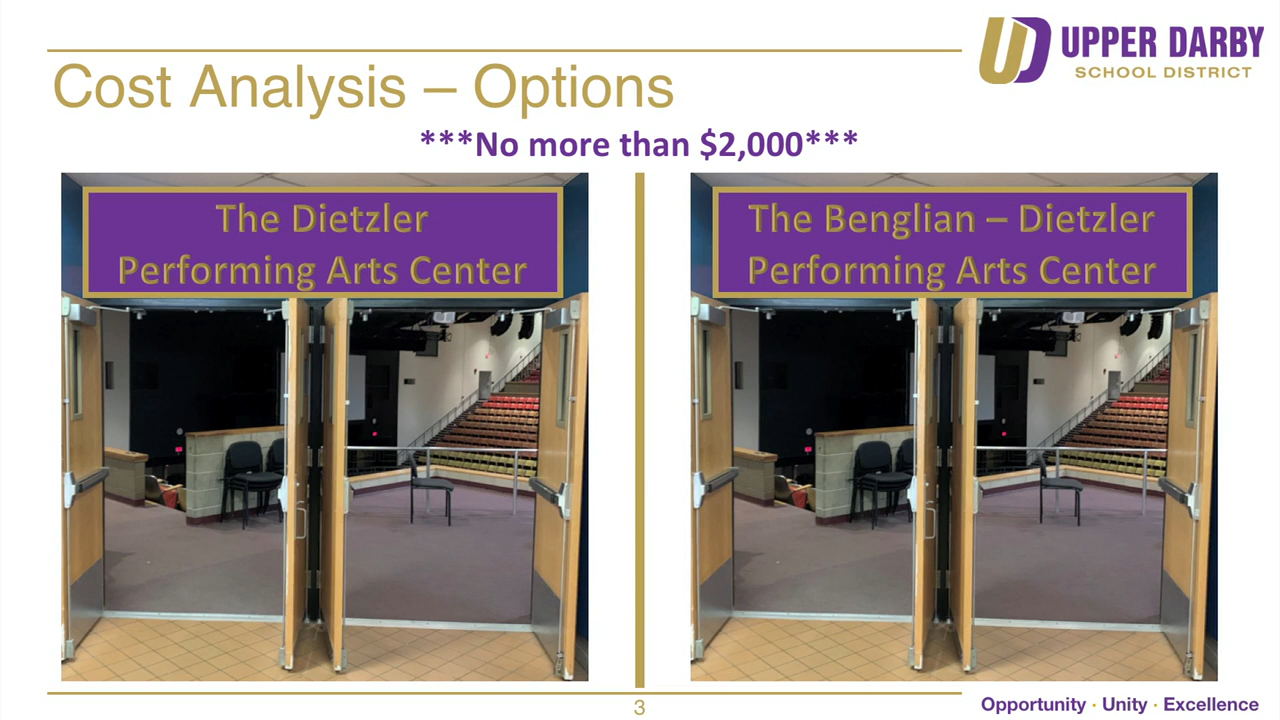 UPPER DARBY
SCHOOL DISTRICT
Cost Analysis – Options
***No more than $2,000***
The Dietzler
Performing Arts Center
The Benglian – Dietzler
Performing Arts Center
3
Opportunity · Unity · Excellence